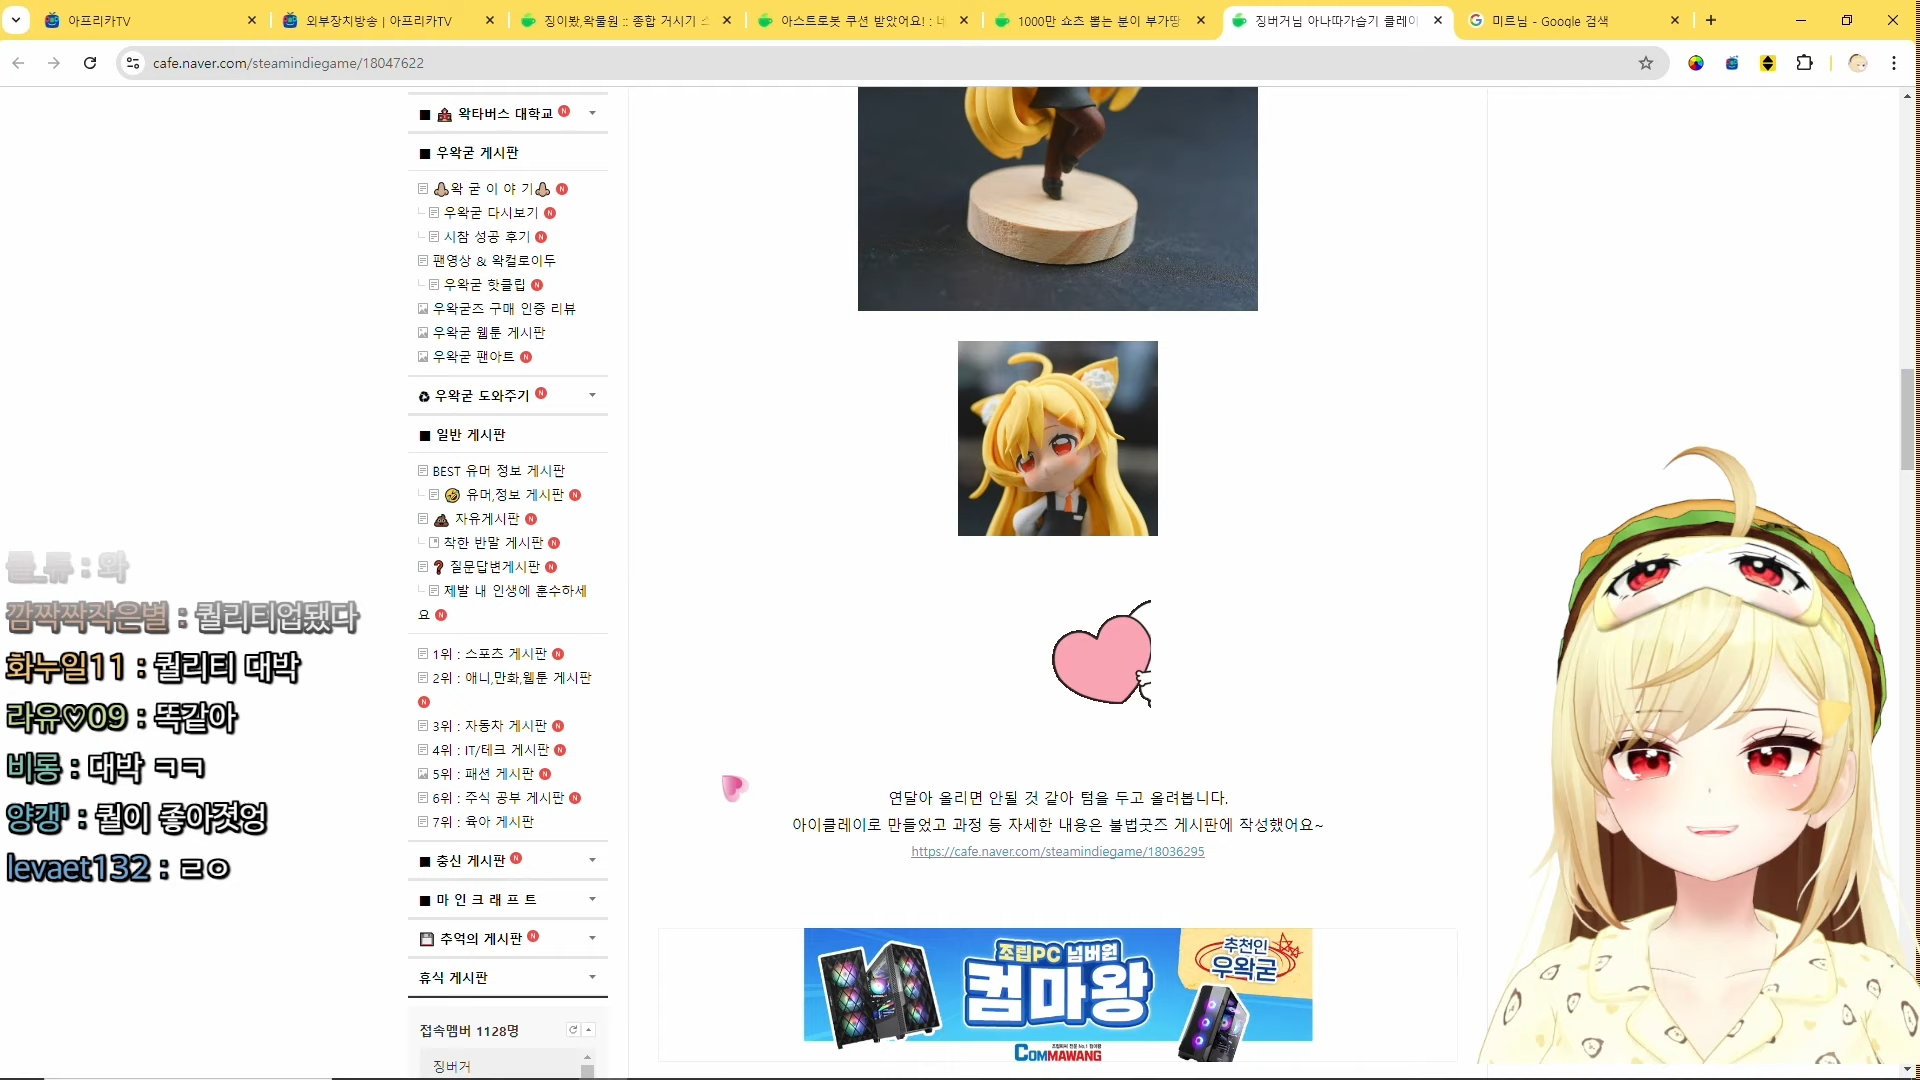 아프리카TV
외부장치방송 | 아프리카TV
징이봤,왁물원 :: 종합 거시기 스
아스트로봇 쿠션 받았어요! : 네
1000만 쇼츠 뽑는 분이 부가땅
징버거님 아나따가습기 클레이
미르님 - Google 검색
cafe.naver.com/steamindiegame/18047622
■ 왁타버스 대학교 N
■ 우왁굳 게시판
왁 굳 이 야 기 N
우왁굳 다시보기 N
시참 성공 후기 N
팬영상 & 왁컬로이두
우왁굳 핫클립 N
우왁굳즈 구매 인증 리뷰
우왁굳 웹툰 게시판
우왁굳 팬아트 N
우왁굳 도와주기 N
■ 일반 게시판
BEST 유머 정보 게시판
유머,정보 게시판 N
자유게시판 N
착한 반말 게시판 N
질문답변게시판 N
제발 내 인생에 훈수하세
요 N
1위 : 스포츠 게시판 N
2위 : 애니,만화,웹툰 게시판
N
3위 : 자동차 게시판 N
4위 : IT/테크 게시판 N
5위 : 패션 게시판 N
6위 : 주식 공부 게시판 N
7위 : 육아 게시판
■ 충신 게시판 N
■ 마 인 크 래 프 트
추억의 게시판 N
휴식 게시판
접속멤버 1128명
징버거
: 와
깜짝짝작은별 : 퀄리티업됐다
화누일11 : 퀄리티 대박
라유♡09 : 똑같아
비롱 : 대박 ㅋㅋ
양갱' : 퀄이 좋아젓엉
levaet132 : ㄹㅇ
연달아 올리면 안될 것 같아 텀을 두고 올려봅니다.
아이클레이로 만들었고 과정 등 자세한 내용은 불법굿즈 게시판에 작성했어요~
https://cafe.naver.com/steamindiegame/18036295
조립PC 넘버원
컴마왕
추천인
우왁굳
COMMAWANG